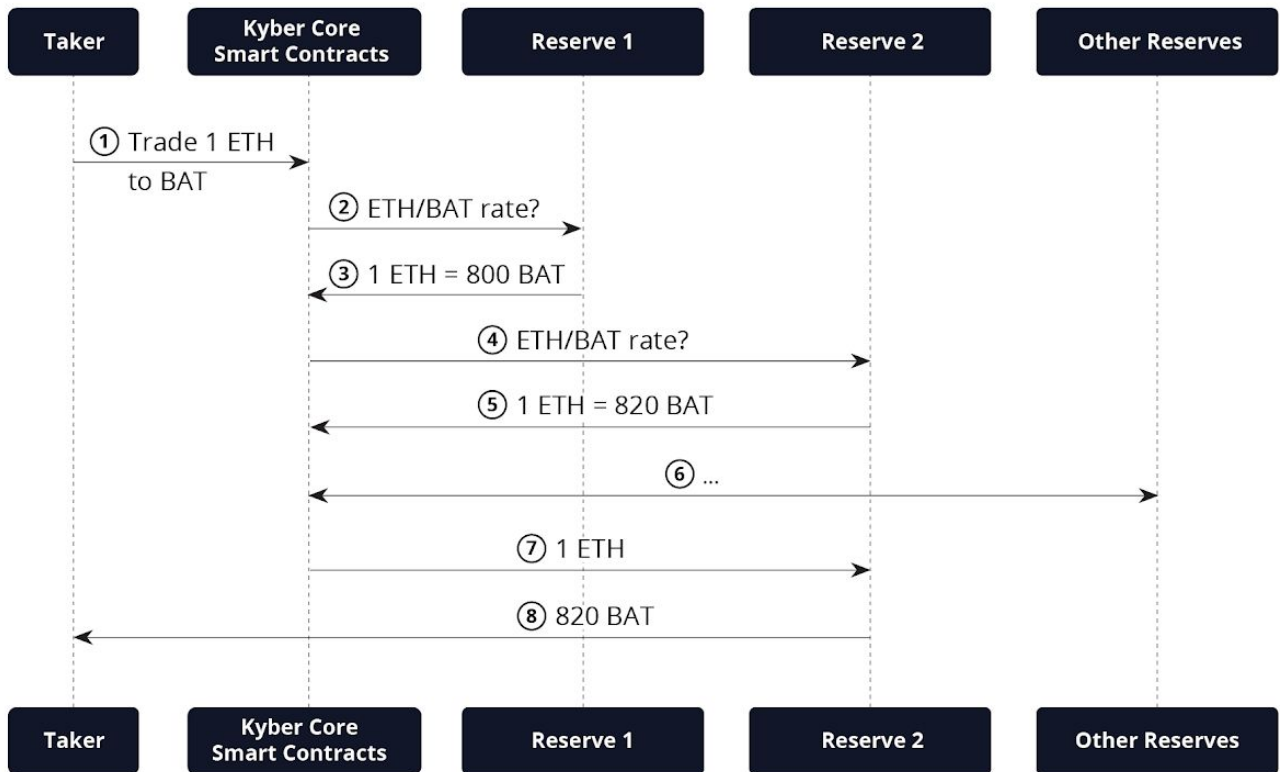 Taker
Kyber Core
Smart Contracts
Reserve 1
Reserve 2
Other Reserves
1 Trade 1 ETH
to BAT
2 ETH/BAT rate?
3 1 ETH = 800 BAT
4 ETH/BAT rate?
5 1 ETH = 820 BAT
6 ...
7 1 ETH
8 820 BAT
Taker
Kyber Core
Smart Contracts
Reserve 1
Reserve 2
Other Reserves